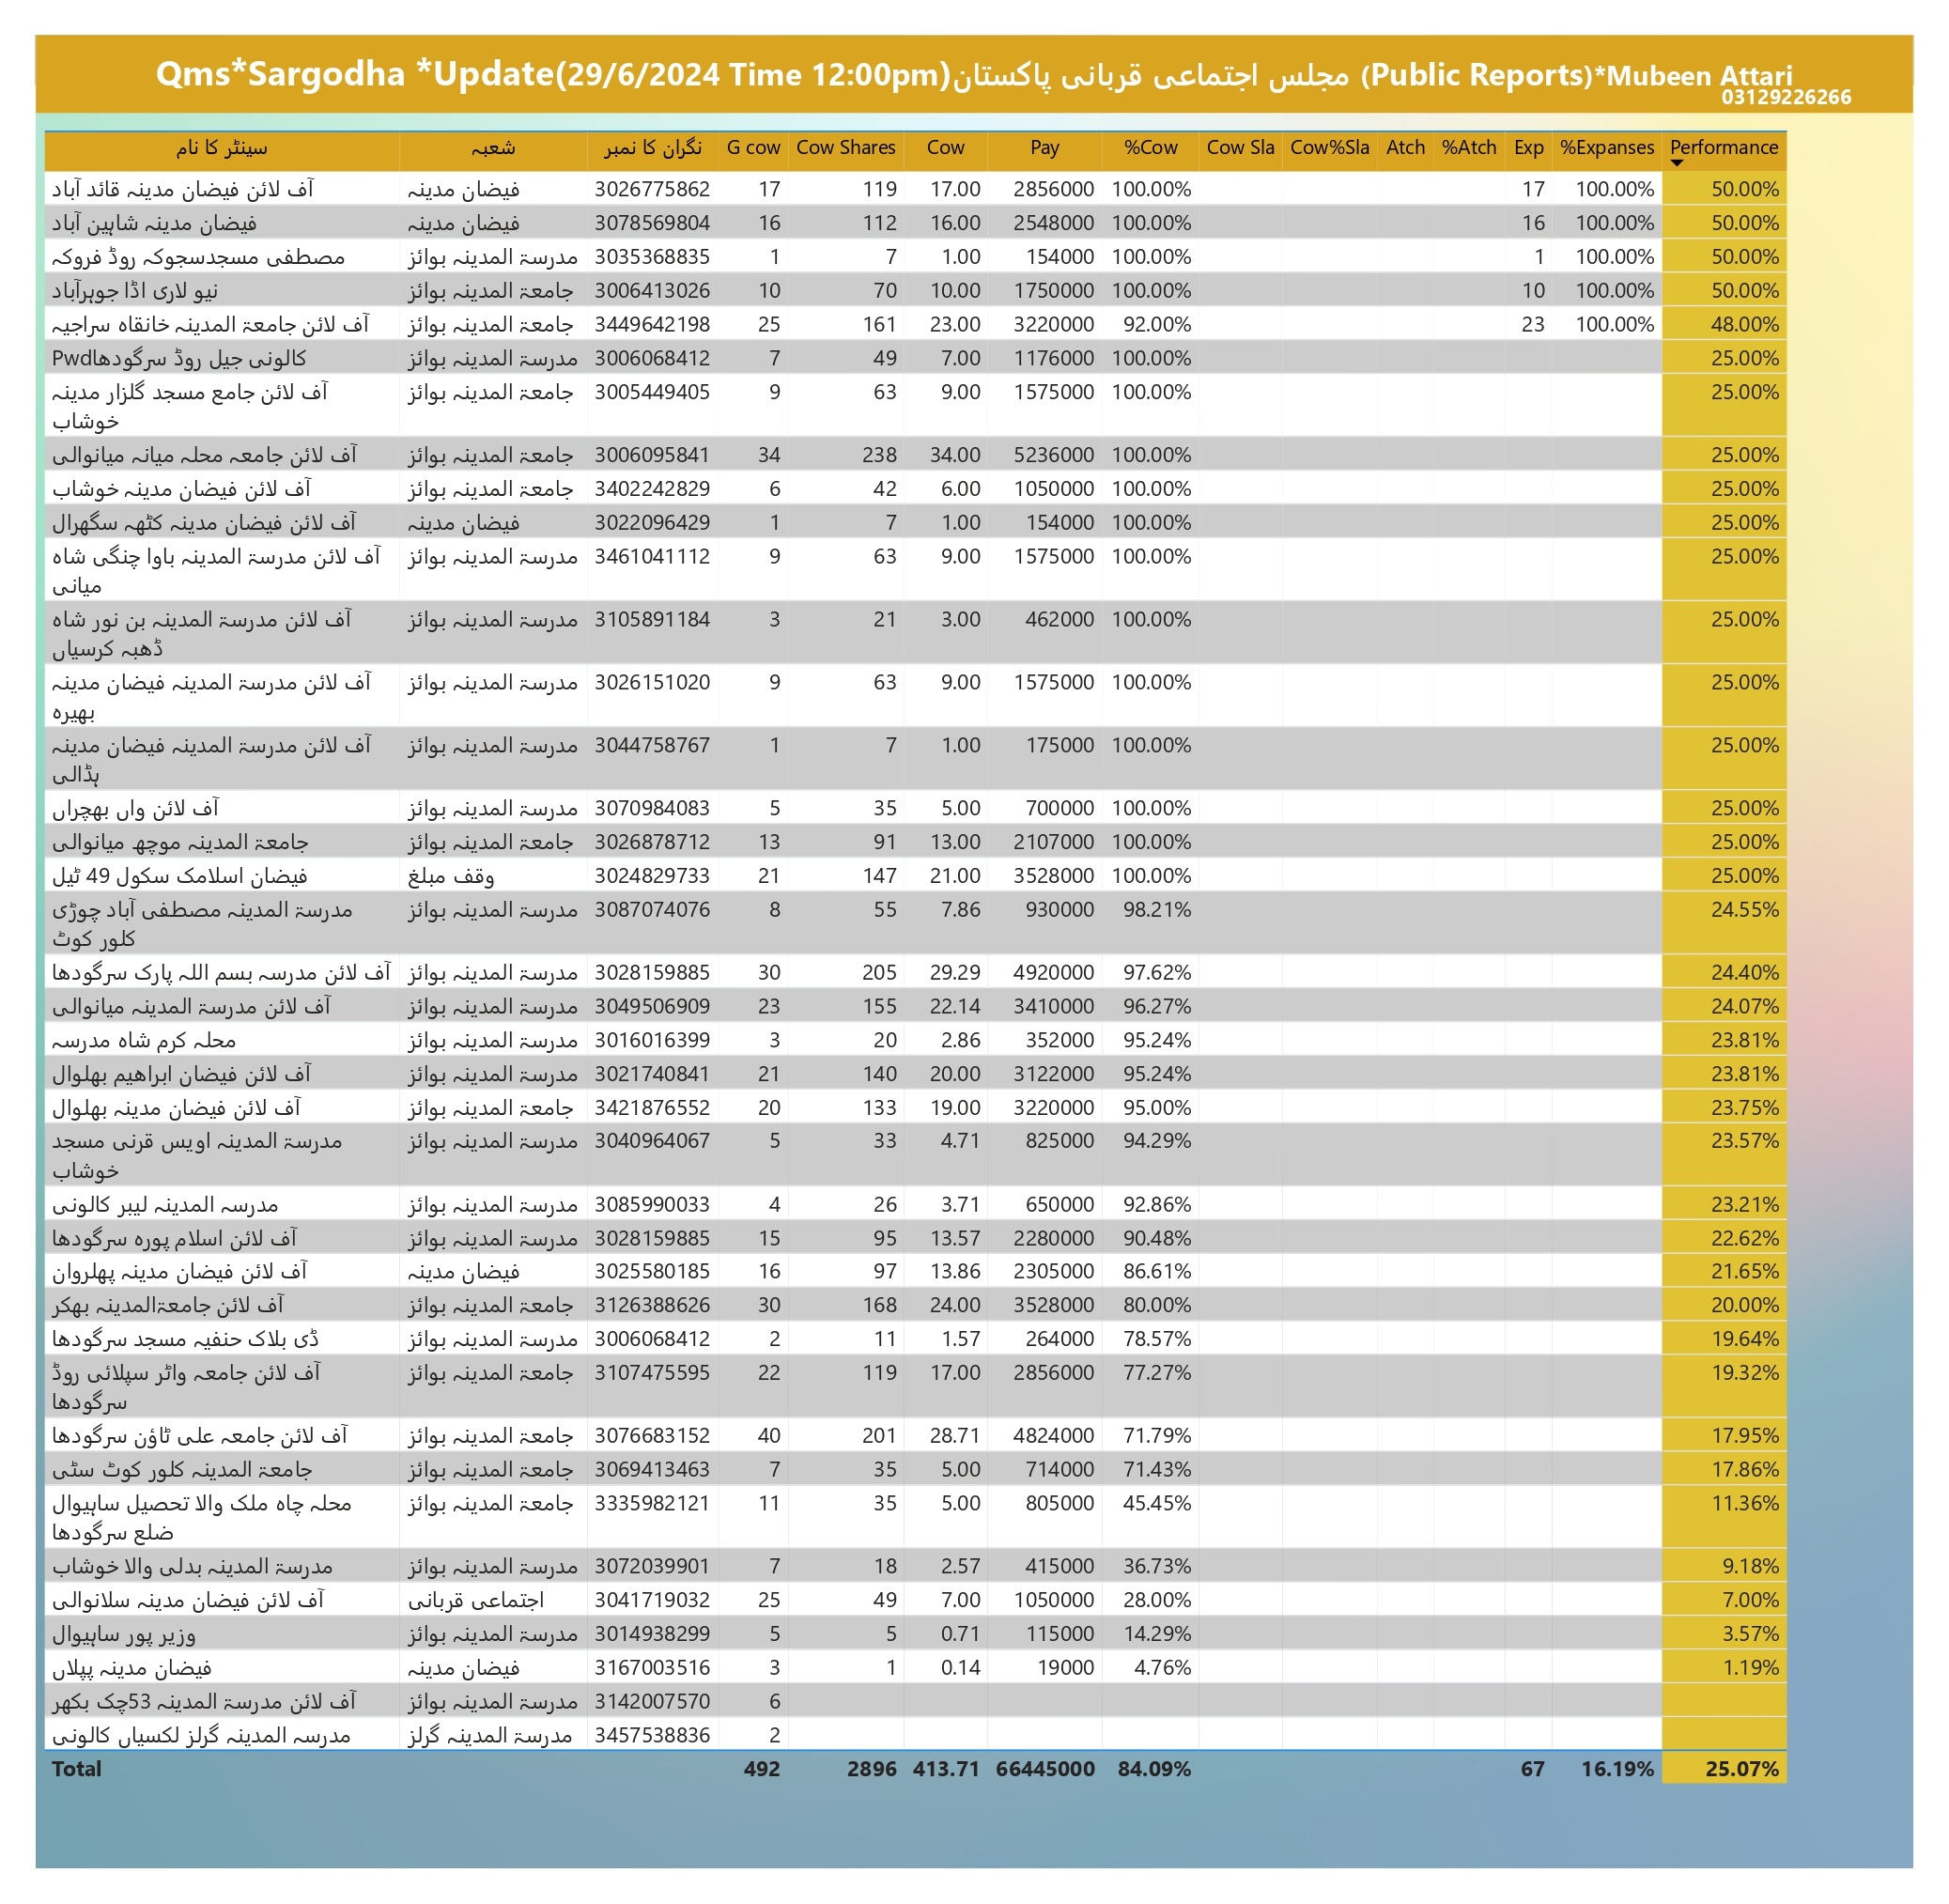 Qms*Sargodha *Update(29/6/2024 Time 12:00pm)مجلس اجتماعی قربانی پاکستان (Public Reports)*Mubeen Attari
03129226266
سینٹر کا نام شعبہ نگران کا نمبر G cow Cow Shares Cow Pay %Cow Cow Sla Cow%Sla Atch %Atch Exp %Expanses Performance
آف لائن فیضان مدینہ قائد آباد فیضان مدینہ 3026775862 17 119 17.00 2856000 100.00% 17 100.00% 50.00%
فیضان مدینہ شاہین آباد فیضان مدینہ 3078569804 16 112 16.00 2548000 100.00% 16 100.00% 50.00%
مصطفی مسجدسجوکہ روڈ فروکہ مدرسۃ المدینہ بوائز 3035368835 1 7 1.00 154000 100.00% 1 100.00% 50.00%
نیو لاری اڈا جوہرآباد جامعۃ المدینہ بوائز 3006413026 10 70 10.00 1750000 100.00% 10 100.00% 50.00%
آف لائن جامعۃ المدینہ خانقاہ سراجیہ جامعۃ المدینہ بوائز 3449642198 25 161 23.00 3220000 92.00% 23 100.00% 48.00%
Pwdکالونی جیل روڈ سرگودھا مدرسۃ المدینہ بوائز 3006068412 7 49 7.00 1176000 100.00% 25.00%
آف لائن جامع مسجد گلزار مدینہ جامعۃ المدینہ بوائز 3005449405 9 63 9.00 1575000 100.00% 25.00%
خوشاب
آف لائن جامعہ محلہ میانہ میانوالی جامعۃ المدینہ بوائز 3006095841 34 238 34.00 5236000 100.00% 25.00%
آف لائن فیضان مدینہ خوشاب جامعۃ المدینہ بوائز 3402242829 6 42 6.00 1050000 100.00% 25.00%
آف لائن فیضان مدینہ کٹھہ سگھرال فیضان مدینہ 3022096429 1 7 1.00 154000 100.00% 25.00%
آف لائن مدرسۃ المدینہ باوا چنگی شاہ مدرسۃ المدینہ بوائز 3461041112 9 63 9.00 1575000 100.00% 25.00%
میانی
آف لائن مدرسۃ المدینہ بن نور شاہ مدرسۃ المدینہ بوائز 3105891184 3 21 3.00 462000 100.00% 25.00%
ڈھبہ کرسیاں
آف لائن مدرسۃ المدینہ فیضان مدینہ مدرسۃ المدینہ بوائز 3026151020 9 63 9.00 1575000 100.00% 25.00%
بھیرہ
آف لائن مدرسۃ المدینہ فیضان مدینہ مدرسۃ المدینہ بوائز 3044758767 1 7 1.00 175000 100.00% 25.00%
ہڈالی
آف لائن واں بھچراں مدرسۃ المدینہ بوائز 3070984083 5 35 5.00 700000 100.00% 25.00%
جامعۃ المدینہ موچھ میانوالی جامعۃ المدینہ بوائز 3026878712 13 91 13.00 2107000 100.00% 25.00%
فیضان اسلامک سکول 49 ٹیل وقف مبلغ 3024829733 21 147 21.00 3528000 100.00% 25.00%
مدرسۃ المدینہ مصطفی آباد چوڑی مدرسۃ المدینہ بوائز 3087074076 8 55 7.86 930000 98.21% 24.55%
کلور کوٹ
آف لائن مدرسہ بسم اللہ پارک سرگودھا مدرسۃ المدینہ بوائز 3028159885 30 205 29.29 4920000 97.62% 24.40%
آف لائن مدرسۃ المدینہ میانوالی مدرسۃ المدینہ بوائز 3049506909 23 155 22.14 3410000 96.27% 24.07%
محلہ کرم شاہ مدرسہ مدرسۃ المدینہ بوائز 3016016399 3 20 2.86 352000 95.24% 23.81%
آف لائن فیضان ابراھیم بھلوال مدرسۃ المدینہ بوائز 3021740841 21 140 20.00 3122000 95.24% 23.81%
آف لائن فیضان مدینہ بھلوال جامعۃ المدینہ بوائز 3421876552 20 133 19.00 3220000 95.00% 23.75%
مدرسۃ المدینہ اویس قرنی مسجد مدرسۃ المدینہ بوائز 3040964067 5 33 4.71 825000 94.29% 23.57%
خوشاب
مدرسہ المدینہ لیبر کالونی مدرسۃ المدینہ بوائز 3085990033 4 26 3.71 650000 92.86% 23.21%
آف لائن اسلام پورہ سرگودھا مدرسۃ المدینہ بوائز 3028159885 15 95 13.57 2280000 90.48% 22.62%
آف لائن فیضان مدینہ پھلروان فیضان مدینہ 3025580185 16 97 13.86 2305000 86.61% 21.65%
آف لائن جامعۃالمدینہ بھکر جامعۃ المدینہ بوائز 3126388626 30 168 24.00 3528000 80.00% 20.00%
ڈی بلاک حنفیہ مسجد سرگودھا مدرسۃ المدینہ بوائز 3006068412 2 11 1.57 264000 78.57% 19.64%
آف لائن جامعہ واٹر سپلائی روڈ جامعۃ المدینہ بوائز 3107475595 22 119 17.00 2856000 77.27% 19.32%
سرگودھا
آف لائن جامعہ علی ٹاؤن سرگودھا جامعۃ المدینہ بوائز 3076683152 40 201 28.71 4824000 71.79% 17.95%
جامعۃ المدینہ کلور کوٹ سٹی جامعۃ المدینہ بوائز 3069413463 7 35 5.00 714000 71.43% 17.86%
محلہ چاہ ملک والا تحصیل ساہیوال جامعۃ المدینہ بوائز 3335982121 11 35 5.00 805000 45.45% 11.36%
ضلع سرگودھا
مدرسۃ المدینہ بدلی والا خوشاب مدرسۃ المدینہ بوائز 3072039901 7 18 2.57 415000 36.73% 9.18%
آف لائن فیضان مدینہ سلانوالی اجتماعی قربانی 3041719032 25 49 7.00 1050000 28.00% 7.00%
وزیر پور ساہیوال مدرسۃ المدینہ بوائز 3014938299 5 5 0.71 115000 14.29% 3.57%
فیضان مدینہ پپلاں فیضان مدینہ 3167003516 3 1 0.14 19000 4.76% 1.19%
آف لائن مدرسۃ المدینہ 53چک بکھر مدرسۃ المدینہ بوائز 3142007570 6
مدرسہ المدینہ گرلز لکسیاں کالونی مدرسۃ المدینہ گرلز 3457538836 2
Total 492 2896 413.71 66445000 84.09% 67 16.19% 25.07%